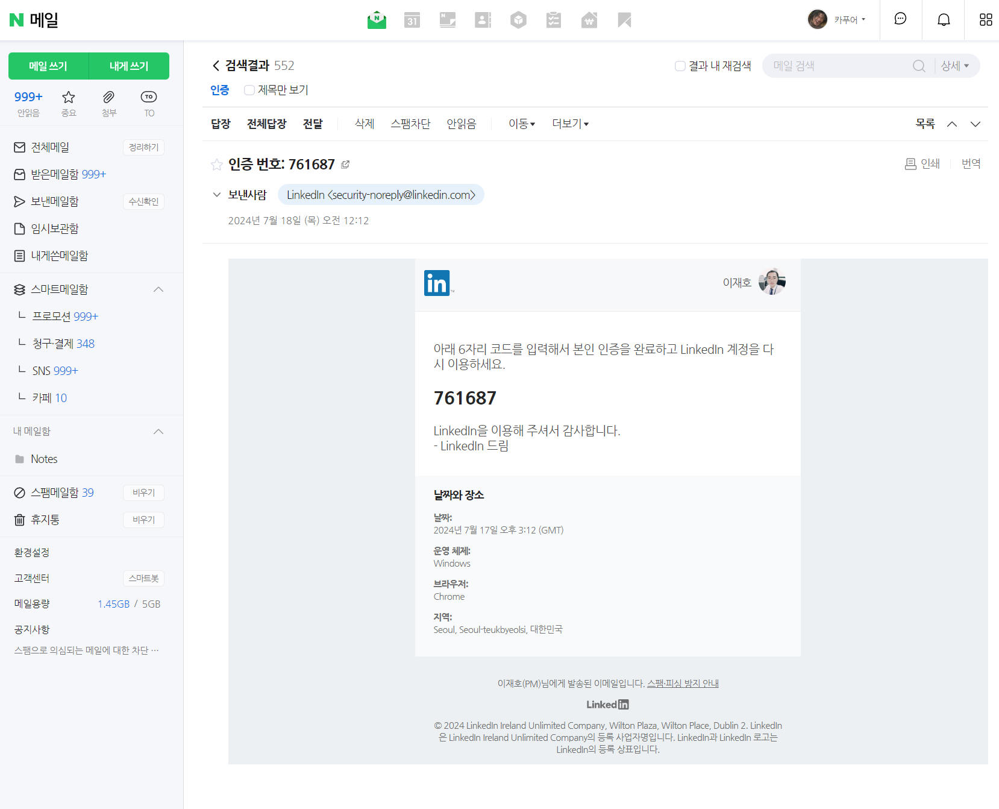 N 메일
N
31
N
₩
카푸어
메일 쓰기
내게 쓰기
999+
안읽음
중요
첨부
TO
TO
전체메일
정리하기
받은메일함 999+
보낸메일함
수신확인
임시보관함
내게쓴메일함
스마트메일함
프로모션 999+
청구·결제 348
SNS 999+
카페 10
내 메일함
Notes
스팸메일함 39
비우기
휴지통
비우기
환경설정
고객센터
스마트봇
메일용량
1.45GB / 5GB
공지사항
스팸으로 의심되는 메일에 대한 차단 ···
검색결과 552
결과 내 재검색
메일 검색
상세
인증
제목만 보기
답장
전체답장
전달
삭제
스팸차단
안읽음
이동
더보기
목록
인증 번호: 761687
인쇄
번역
보낸사람
LinkedIn <security-noreply@linkedin.com>
2024년 7월 18일 (목) 오전 12:12
in™
이재호
아래 6자리 코드를 입력해서 본인 인증을 완료하고 LinkedIn 계정을 다
시 이용하세요.
761687
LinkedIn을 이용해 주셔서 감사합니다.
- LinkedIn 드림
날짜와 장소
날짜:
2024년 7월 17일 오후 3:12 (GMT)
운영 체제:
Windows
브라우저:
Chrome
지역:
Seoul, Seoul-teukbyeolsi, 대한민국
이재호(PM)님에게 발송된 이메일입니다. 스팸·피싱 방지 안내
Linkedin
© 2024 LinkedIn Ireland Unlimited Company, Wilton Plaza, Wilton Place, Dublin 2. LinkedIn
은 LinkedIn Ireland Unlimited Company의 등록 사업자명입니다. LinkedIn과 LinkedIn 로고는
LinkedIn의 등록 상표입니다.